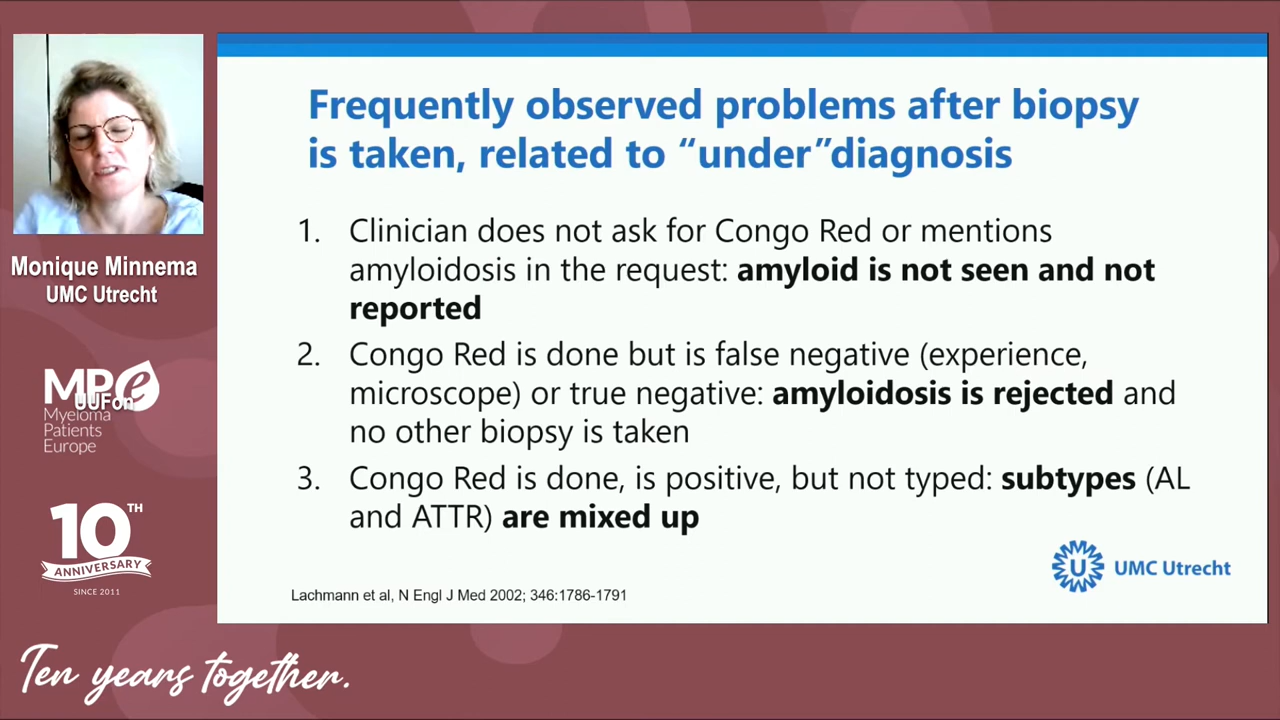 Frequently observed problems after biopsy
is taken, related to “under”diagnosis
1. Clinician does not ask for Congo Red or mentions
amyloidosis in the request: amyloid is not seen and not
reported
2. Congo Red is done but is false negative (experience,
microscope) or true negative: amyloidosis is rejected and
no other biopsy is taken
3. Congo Red is done, is positive, but not typed: subtypes (AL
and ATTR) are mixed up
Lachmann et al, N Engl J Med 2002; 346:1786-1791
U UMC Utrecht
Monique Minnema
UMC Utrecht
MPe
UUFon
Myeloma
Patients
Europe
10TH
ANNIVERSARY
SINCE 2011
Ten years together.